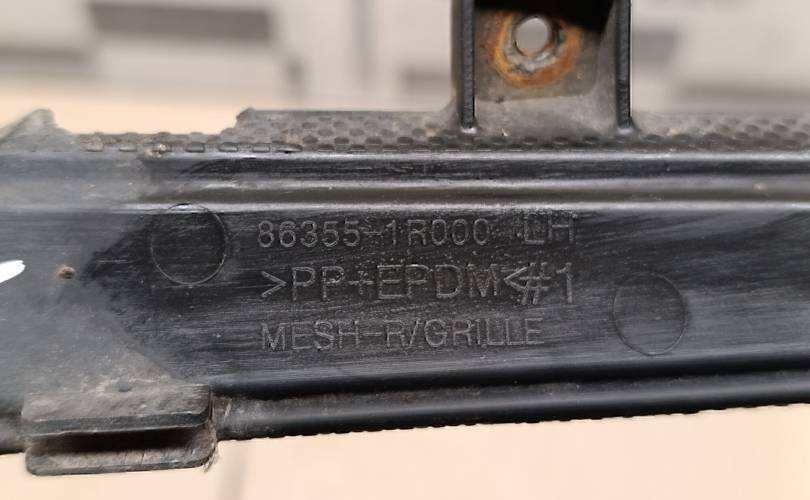 86355-1R000 LH
>PP+EPDM<#1
MESH-R/GRILLE